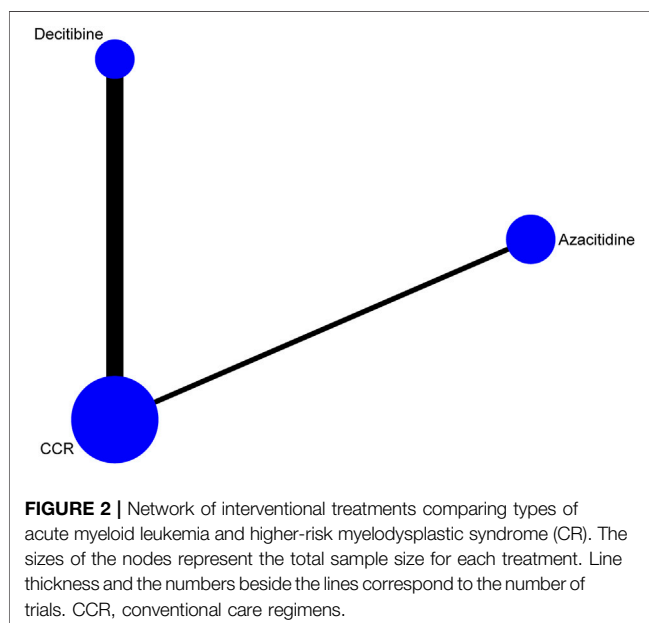 Decitibine
Azacitidine
CCR
FIGURE 2 | Network of interventional treatments comparing types of
acute myeloid leukemia and higher-risk myelodysplastic syndrome (CR). The
sizes of the nodes represent the total sample size for each treatment. Line
thickness and the numbers beside the lines correspond to the number of
trials. CCR, conventional care regimens.